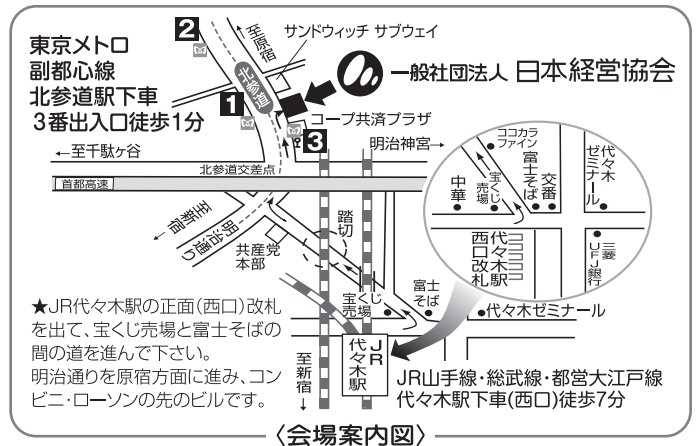 東京メトロ
副都心線
北参道駅下車
3番出入口徒歩1分
2
至原宿
サンドウィッチ サブウェイ
北参道
一般社団法人 日本経営協会
1
コープ共済プラザ
3
明治神宮→
←至千駄ヶ谷
北参道交差点
首都高速
至新宿
明治通り
共産党
本部
踏切
宝くじ
売場
富士
そば
代々木ゼミナール
ココカラ
ファイン
中華
宝くじ
売場
富士そば
交番
代々木
ゼミナール
代々木駅
西口改札
三菱
UFJ銀行
★JR代々木駅の正面(西口)改札
を出て、宝くじ売場と富士そばの
間の道を進んで下さい。
明治通りを原宿方面に進み、コン
ビニ・ローソンの先のビルです。
至新宿
JR
代々木駅
JR山手線・総武線・都営大江戸線
代々木駅下車(西口)徒歩7分
〈会場案内図〉